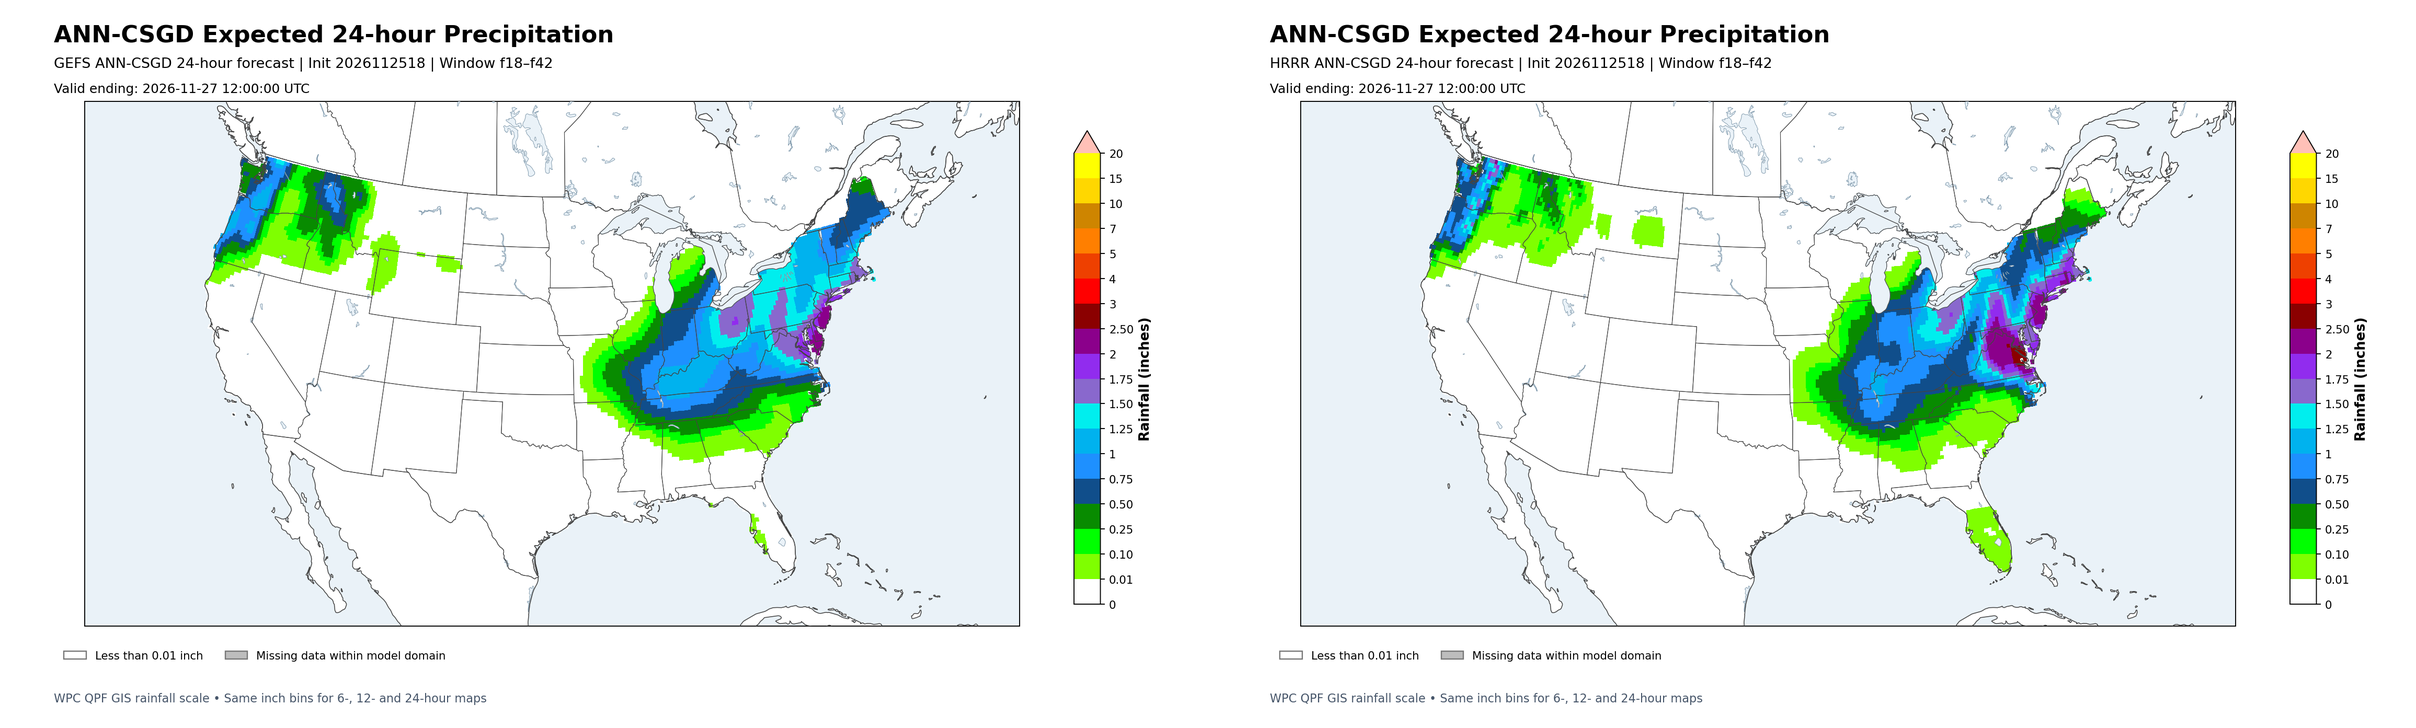 ANN-CSGD Expected 24-hour Precipitation
GEFS ANN-CSGD 24-hour forecast | Init 2026112518 | Window f18–f42
Valid ending: 2026-11-27 12:00:00 UTC
20
15
10
7
5
4
3
2.50
2
1.75
1.50
1.25
1
0.75
0.50
0.25
0.10
0.01
0
Rainfall (inches)
Less than 0.01 inch
Missing data within model domain
WPC QPF GIS rainfall scale • Same inch bins for 6-, 12- and 24-hour maps
ANN-CSGD Expected 24-hour Precipitation
HRRR ANN-CSGD 24-hour forecast | Init 2026112518 | Window f18–f42
Valid ending: 2026-11-27 12:00:00 UTC
20
15
10
7
5
4
3
2.50
2
1.75
1.50
1.25
1
0.75
0.50
0.25
0.10
0.01
0
Rainfall (inches)
Less than 0.01 inch
Missing data within model domain
WPC QPF GIS rainfall scale • Same inch bins for 6-, 12- and 24-hour maps